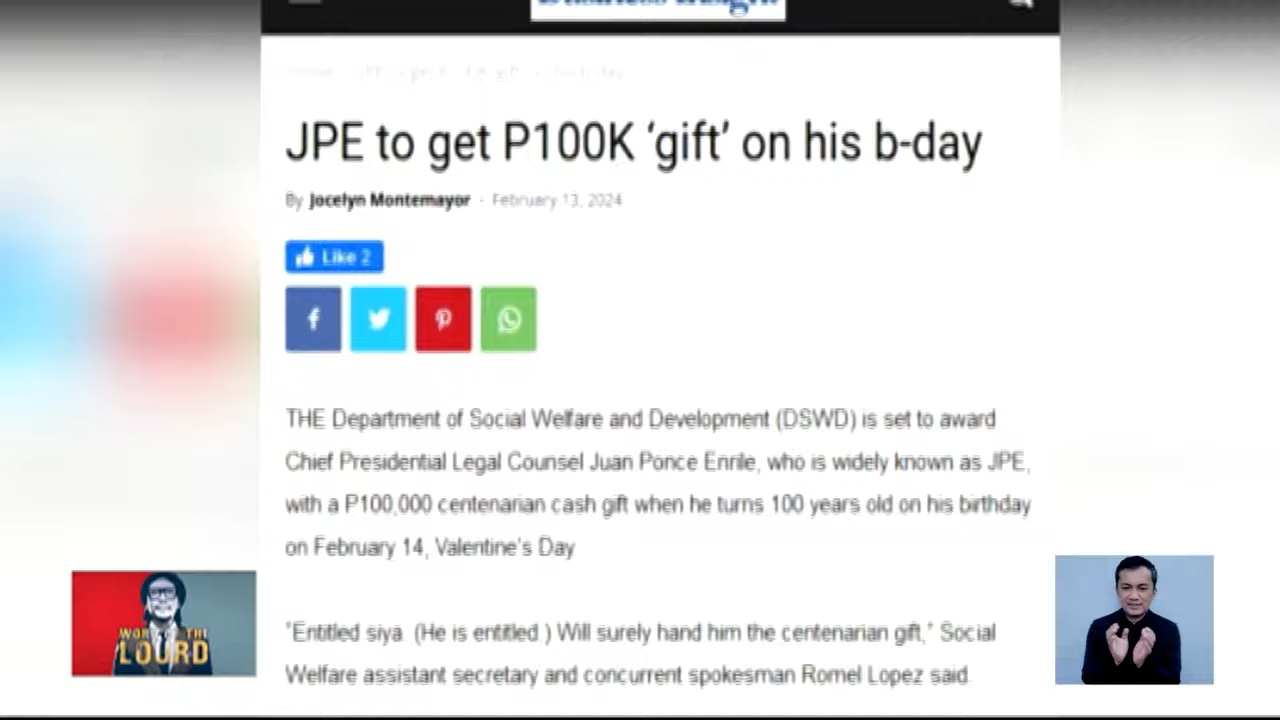 JPE to get P100K ‘gift’ on his b-day
By Jocelyn Montemayor - February 13, 2024
Like 2
THE Department of Social Welfare and Development (DSWD) is set to award
Chief Presidential Legal Counsel Juan Ponce Enrile, who is widely known as JPE,
with a P100,000 centenarian cash gift when he turns 100 years old on his birthday
on February 14, Valentine's Day
"Entitled siya. (He is entitled.) Will surely hand him the centenarian gift," Social
Welfare assistant secretary and concurrent spokesman Romel Lopez said.
LOURD